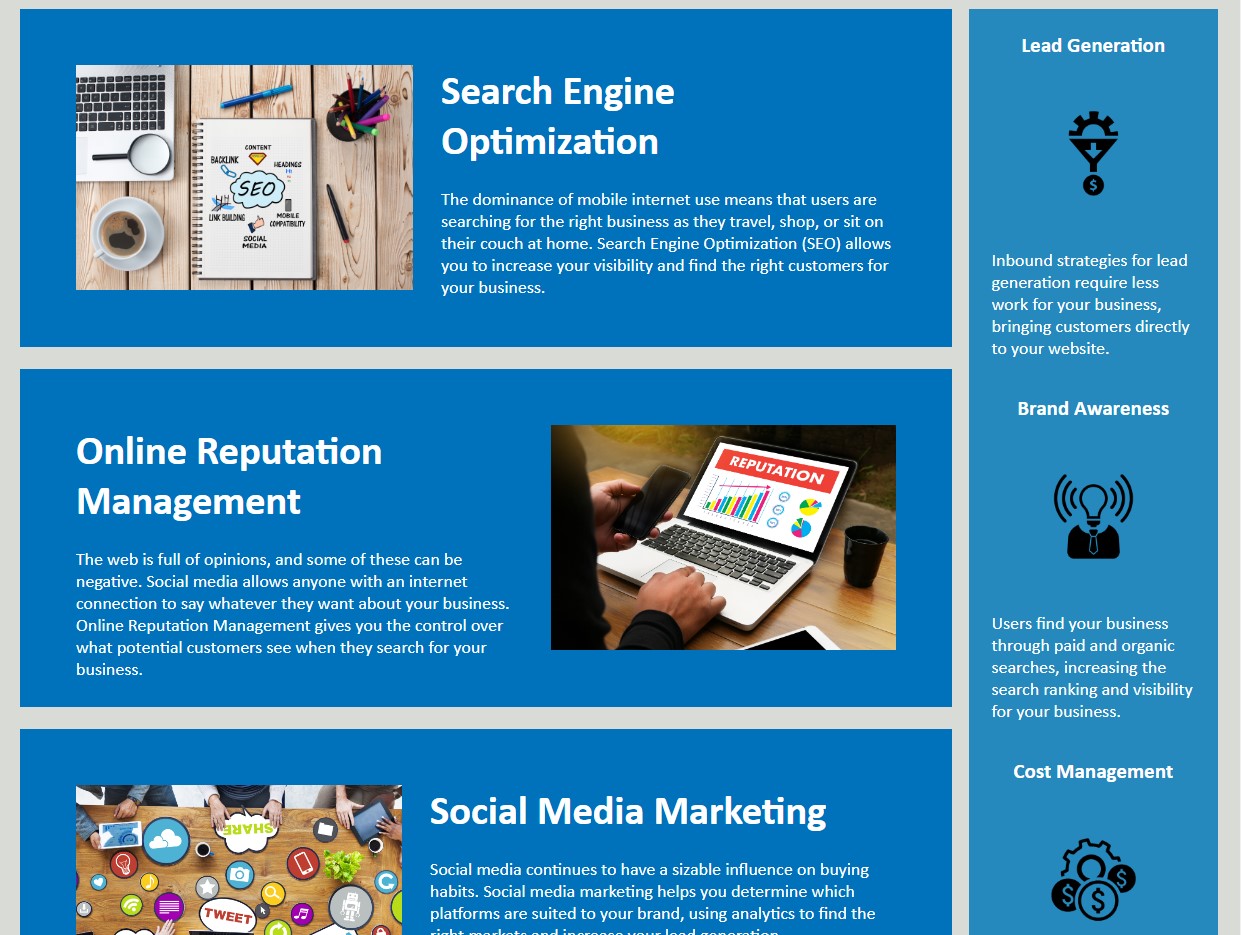 Search Engine
Optimization
CONTENT
BACKLINK
HEADINGS
SEO
LINK BUILDING
MOBILE
COMPATIBILITY
SOCIAL
MEDIA
The dominance of mobile internet use means that users are
searching for the right business as they travel, shop, or sit on
their couch at home. Search Engine Optimization (SEO) allows
you to increase your visibility and find the right customers for
your business.
Online Reputation
Management
The web is full of opinions, and some of these can be
negative. Social media allows anyone with an internet
connection to say whatever they want about your business.
Online Reputation Management gives you the control over
what potential customers see when they search for your
business.
REPUTATION
Social Media Marketing
SHARE
TWEET
Social media continues to have a sizable influence on buying
habits. Social media marketing helps you determine which
platforms are suited to your brand, using analytics to find the
right markets and increase your lead generation.
Lead Generation
$
Inbound strategies for lead
generation require less
work for your business,
bringing customers directly
to your website.
Brand Awareness
Users find your business
through paid and organic
searches, increasing the
search ranking and visibility
for your business.
Cost Management
$ $ $